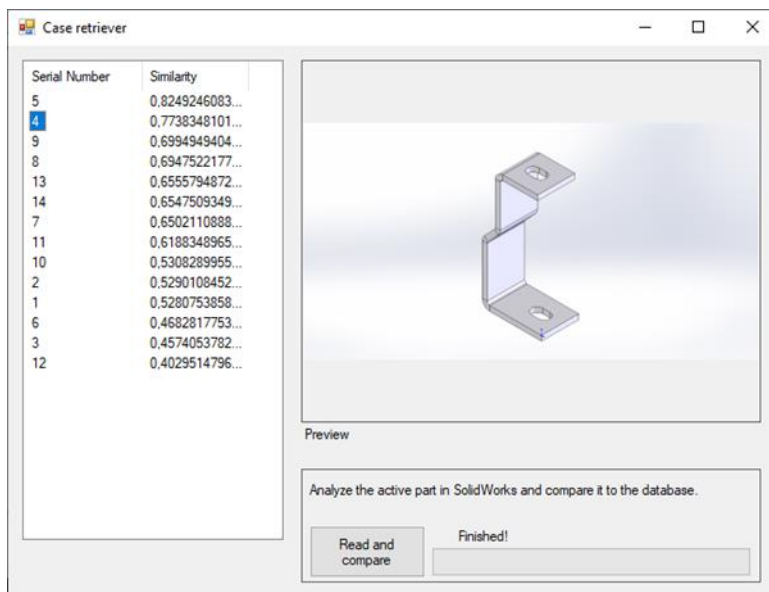 Case retriever
Serial Number Similarity
5 0,8249246083...
4 0,7738348101...
9 0,6994949404...
8 0,6947522177...
13 0,6555794872...
14 0,6547509349...
7 0,6502110888...
11 0,6188348965...
10 0,5308289955...
2 0,5290108452...
1 0,5280753858...
6 0,4682817753...
3 0,4574053782...
12 0,4029514796...
Preview
Analyze the active part in SolidWorks and compare it to the database.
Read and
compare
Finished!